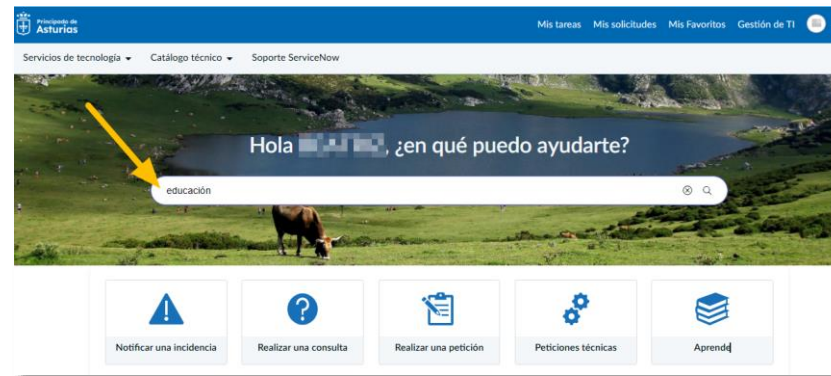 Principado de
Asturias
Mis tareas Mis solicitudes Mis Favoritos Gestión de TI
Servicios de tecnología Catálogo técnico Soporte ServiceNow
Hola , ¿en qué puedo ayudarte?
educación
Notificar una incidencia Realizar una consulta Realizar una petición Peticiones técnicas Aprende